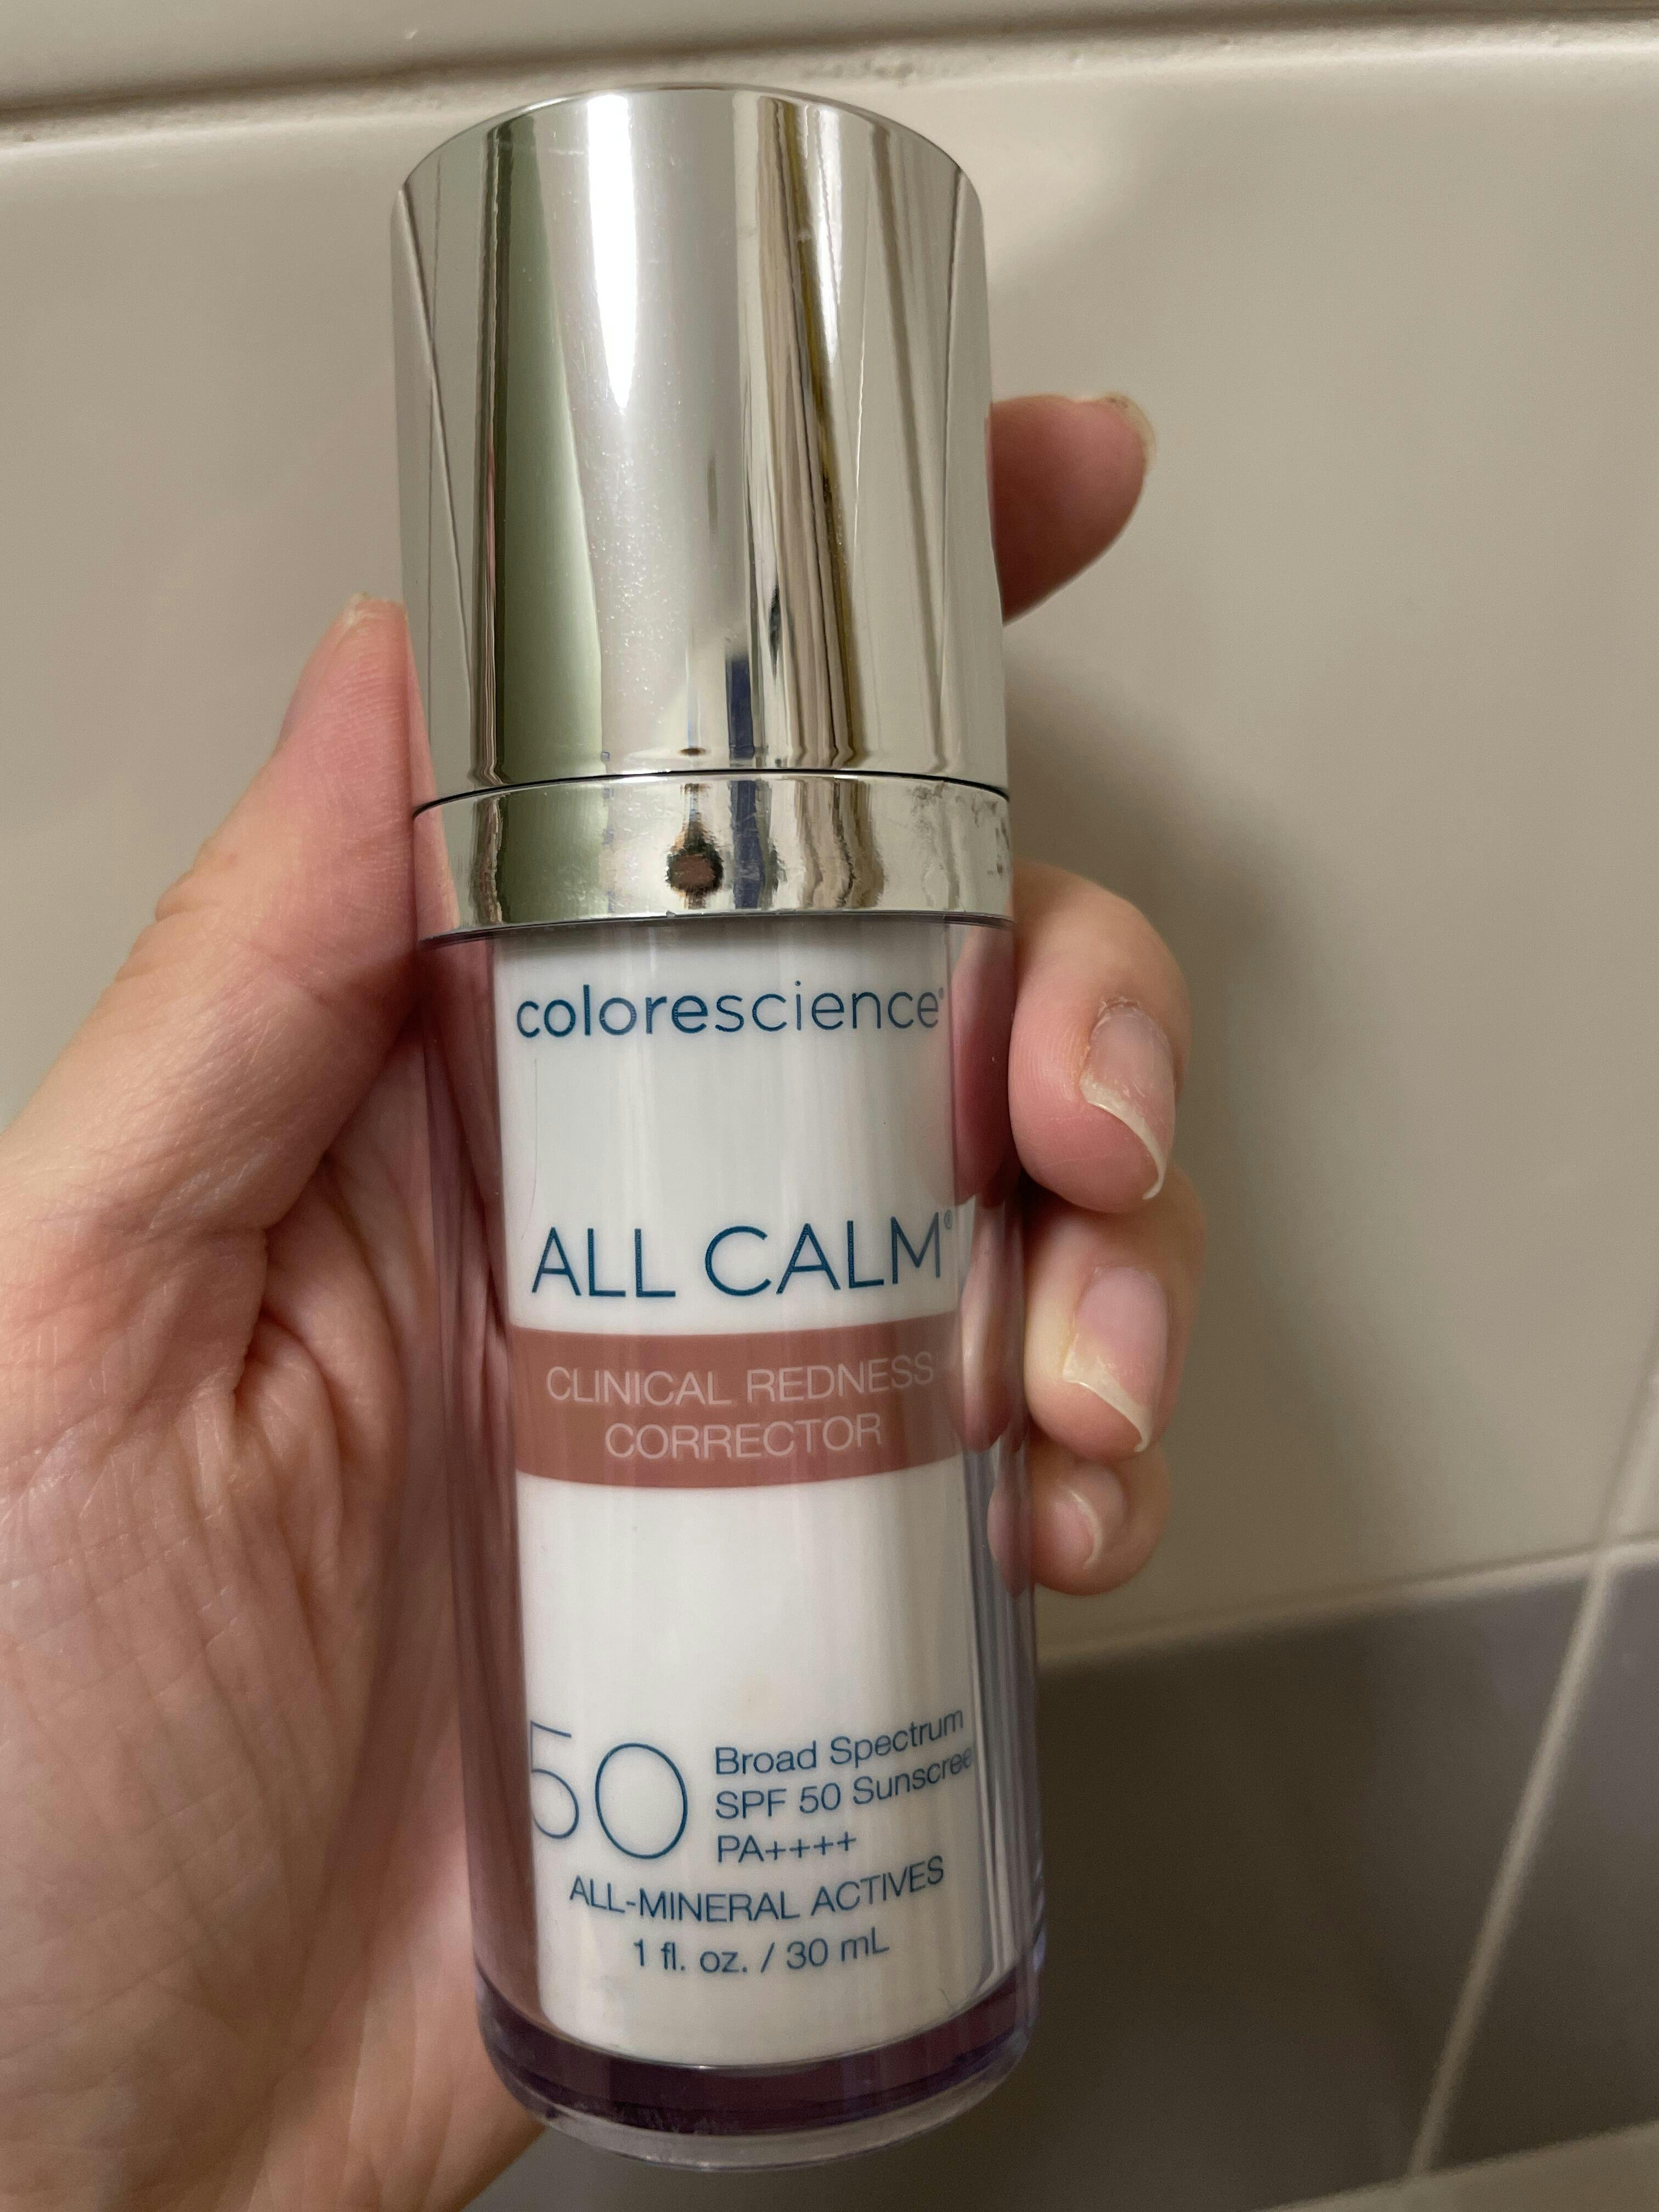 colorescience®
ALL CALM®
CLINICAL REDNESS
CORRECTOR
50 Broad Spectrum
SPF 50 Sunscree
PA++++
ALL-MINERAL ACTIVES
1 fl. oz. / 30 mL